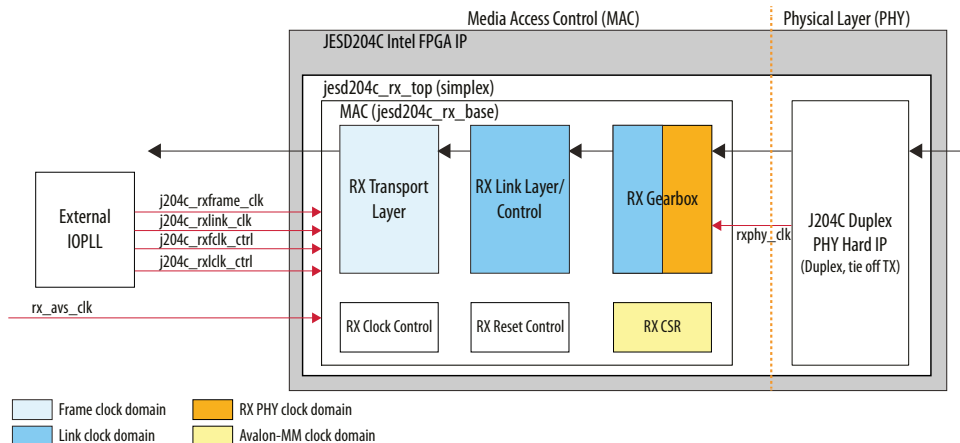 Media Access Control (MAC)
Physical Layer (PHY)
JESD204C Intel FPGA IP
jesd204c_rx_top (simplex)
MAC (jesd204c_rx_base)
External
IOPLL
j204c_rxframe_clk
j204c_rxlink_clk
j204c_rxfclk_ctrl
j204c_rxlclk_ctrl
rx_avs_clk
RX Transport
Layer
RX Link Layer/
Control
RX Gearbox
rxphy_clk
J204C Duplex
PHY Hard IP
(Duplex, tie off TX)
RX Clock Control
RX Reset Control
RX CSR
Frame clock domain
RX PHY clock domain
Link clock domain
Avalon-MM clock domain